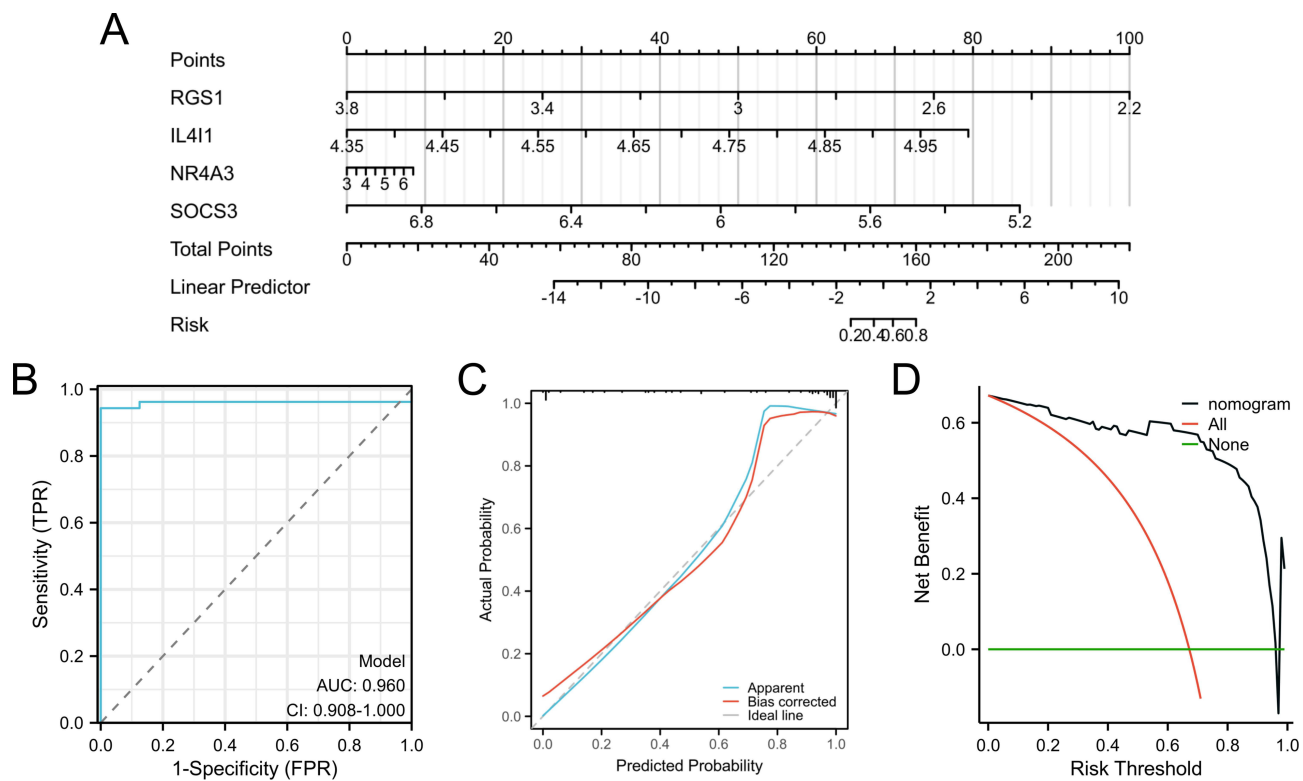 A
Points
0 20 40 60 80 100
RGS1
3.8 3.4 3 2.6 2.2
IL4I1
4.35 4.45 4.55 4.65 4.75 4.85 4.95
NR4A3
3 4 5 6
SOCS3
6.8 6.4 6 5.6 5.2
Total Points
0 40 80 120 160 200
Linear Predictor
-14 -10 -6 -2 2 6 10
Risk
0.2 0.4 0.6 0.8
B
Sensitivity (TPR)
1.0
0.8
0.6
0.4
0.2
0.0
Model
AUC: 0.960
CI: 0.908-1.000
0.0 0.2 0.4 0.6 0.8 1.0
1-Specificity (FPR)
C
Actual Probability
1.0
0.8
0.6
0.4
0.2
0.0
Apparent
Bias corrected
Ideal line
0.0 0.2 0.4 0.6 0.8 1.0
Predicted Probability
D
Net Benefit
0.6
0.4
0.2
0.0
nomogram
All
None
0.0 0.2 0.4 0.6 0.8 1.0
Risk Threshold